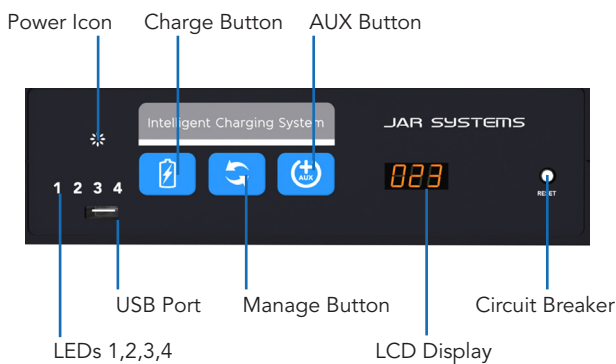 Power Icon
Charge Button
AUX Button
Intelligent Charging System
JAR SYSTEMS
AUX
023
RESET
1 2 3 4
USB Port
Manage Button
Circuit Breaker
LEDs 1,2,3,4
LCD Display